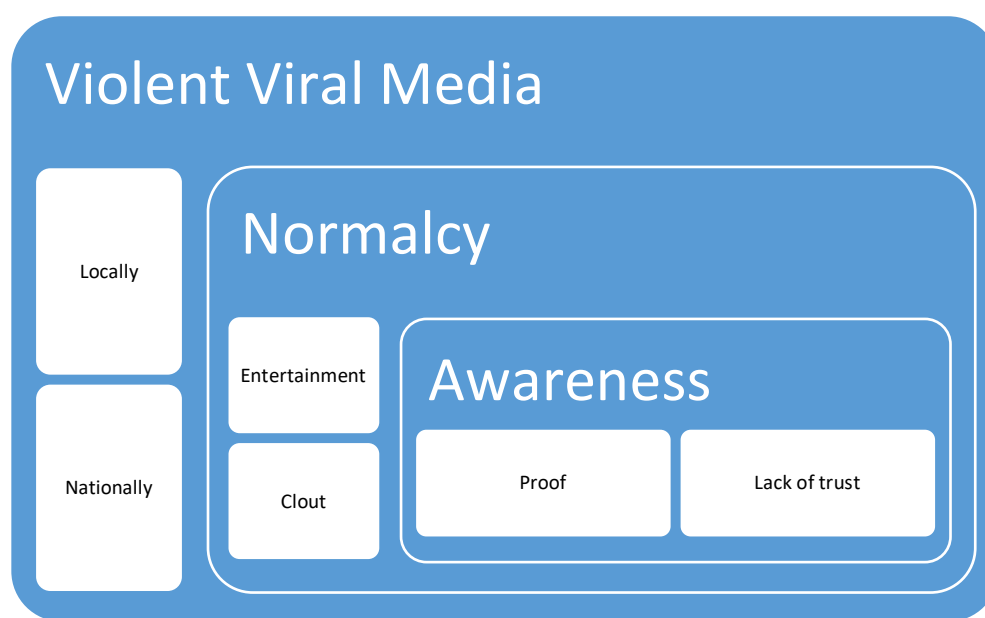 Violent Viral Media
Locally
Nationally
Normalcy
Entertainment
Clout
Awareness
Proof
Lack of trust